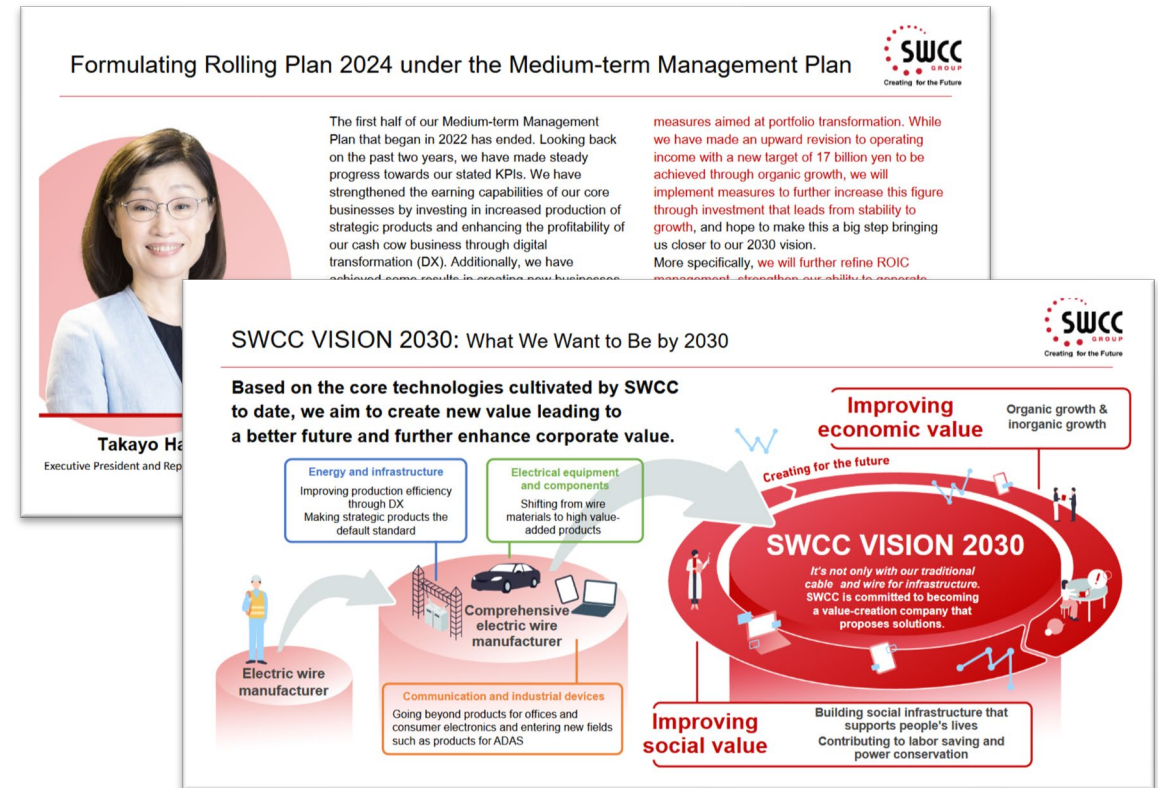 Formulating Rolling Plan 2024 under the Medium-term Management Plan
SWCC
GROUP
Creating for the Future
The first half of our Medium-term Management
Plan that began in 2022 has ended. Looking back
on the past two years, we have made steady
progress towards our stated KPIs. We have
strengthened the earning capabilities of our core
businesses by investing in increased production of
strategic products and enhancing the profitability of
our cash cow business through digital
transformation (DX). Additionally, we have
achieved some results in creating new businesses
measures aimed at portfolio transformation. While
we have made an upward revision to operating
income with a new target of 17 billion yen to be
achieved through organic growth, we will
implement measures to further increase this figure
through investment that leads from stability to
growth, and hope to make this a big step bringing
us closer to our 2030 vision.
More specifically, we will further refine ROIC
management, strengthen our ability to generate
Takayo Ha
Executive President and Rep
SWCC VISION 2030: What We Want to Be by 2030
SWCC
GROUP
Creating for the Future
Based on the core technologies cultivated by SWCC
to date, we aim to create new value leading to
a better future and further enhance corporate value.
Energy and infrastructure
Improving production efficiency
through DX
Making strategic products the
default standard
Electrical equipment
and components
Shifting from wire
materials to high value-
added products
Improving
economic value
Organic growth &
inorganic growth
Creating for the future
SWCC VISION 2030
It's not only with our traditional
cable and wire for infrastructure.
SWCC is committed to becoming
a value-creation company that
proposes solutions.
Comprehensive
electric wire
manufacturer
Electric wire
manufacturer
Communication and industrial devices
Going beyond products for offices and
consumer electronics and entering new fields
such as products for ADAS
Improving
social value
Building social infrastructure that
supports people's lives
Contributing to labor saving and
power conservation